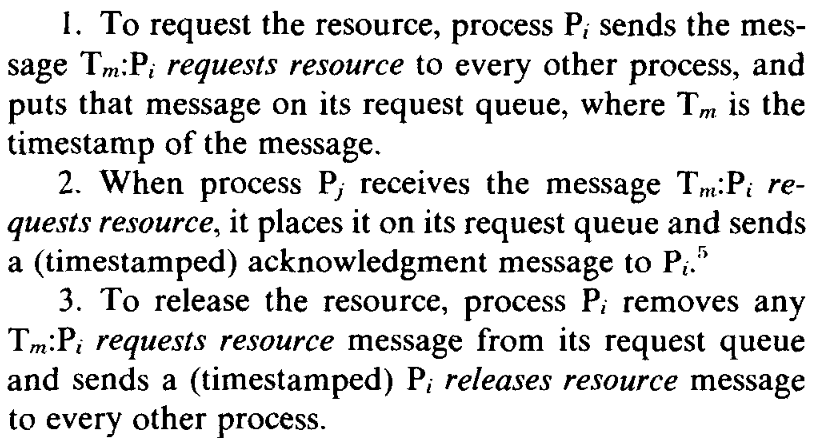 1. To request the resource, process Pi sends the mes-
sage Tm:Pi requests resource to every other process, and
puts that message on its request queue, where Tm is the
timestamp of the message.
2. When process Pj receives the message Tm:Pi re-
quests resource, it places it on its request queue and sends
a (timestamped) acknowledgment message to Pi.⁵
3. To release the resource, process Pi removes any
Tm:Pi requests resource message from its request queue
and sends a (timestamped) Pi releases resource message
to every other process.